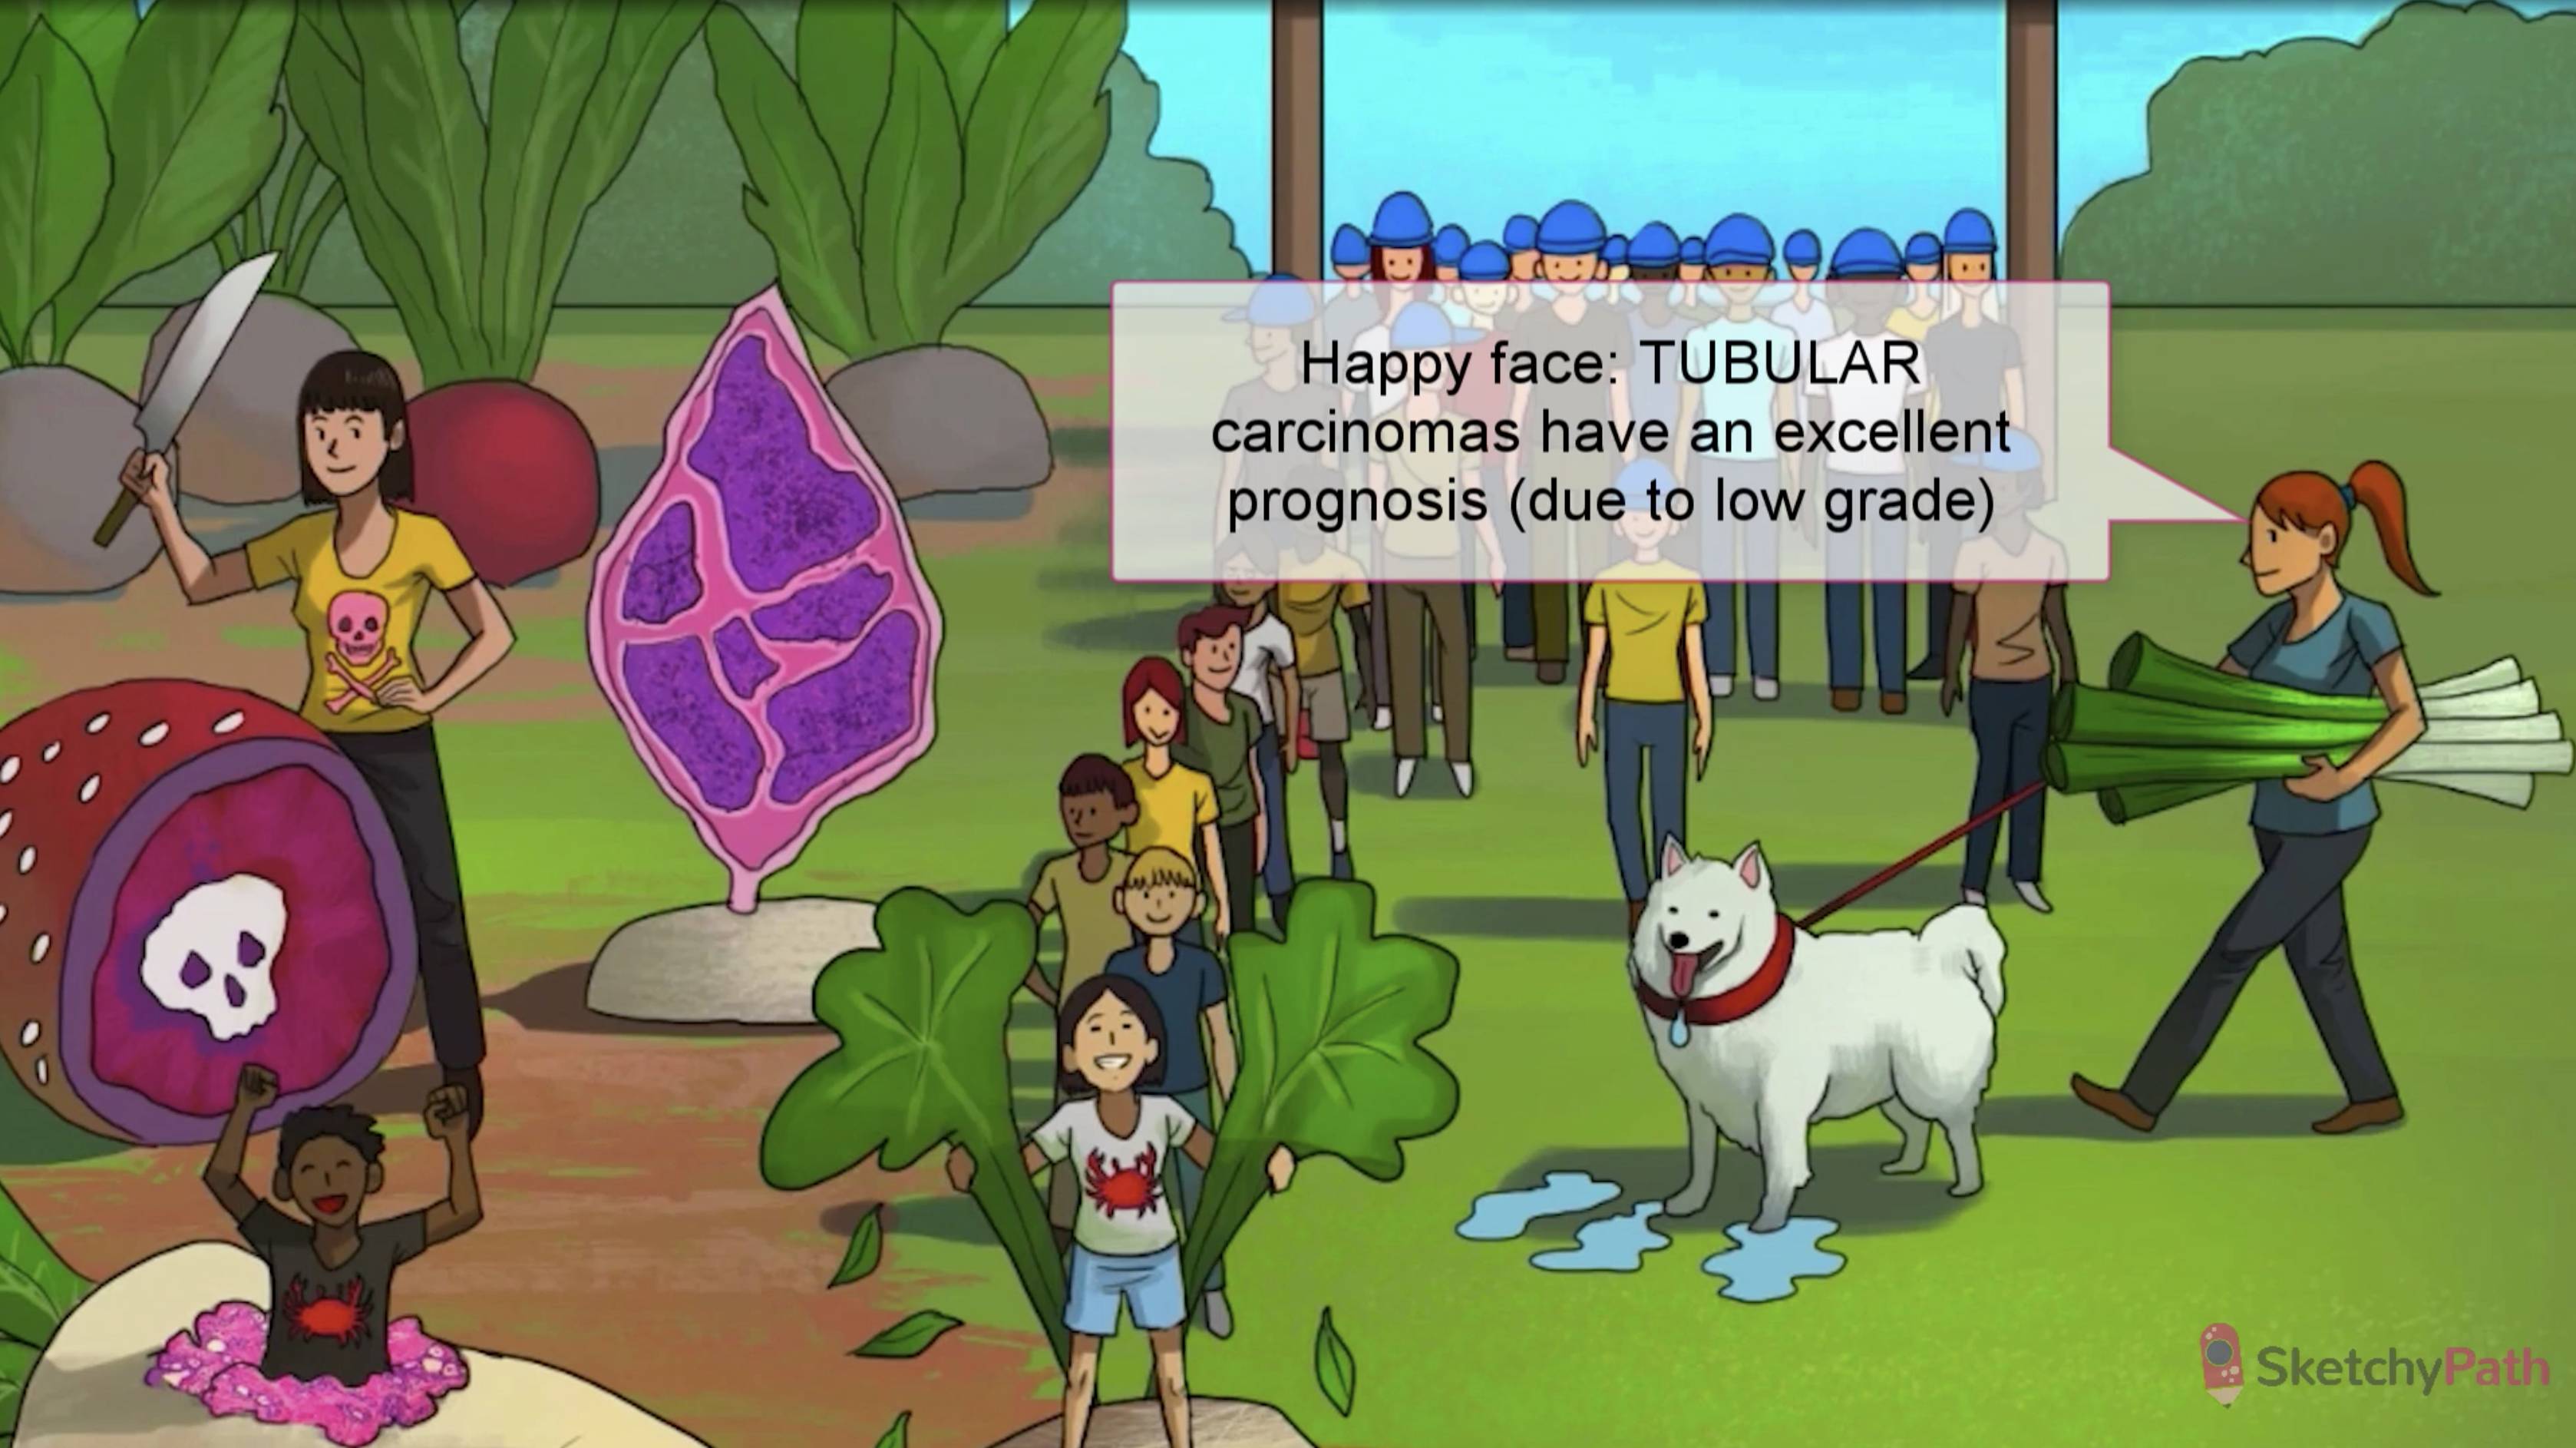 Happy face: TUBULAR
carcinomas have an excellent
prognosis (due to low grade)
SketchyPath